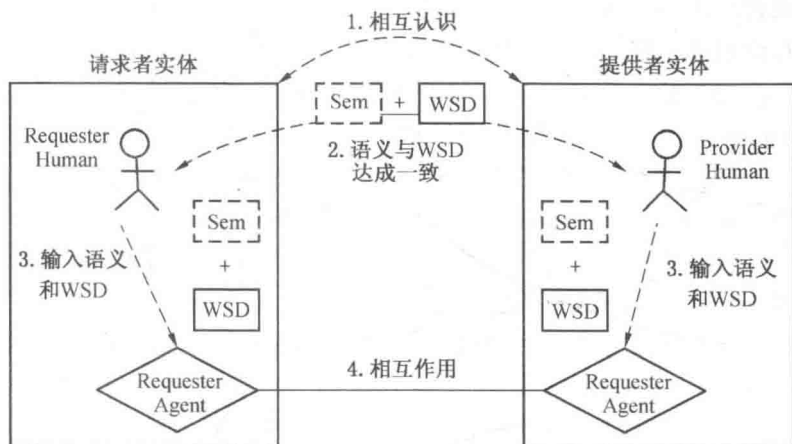 1. 相互认识
请求者实体
提供者实体
Sem + WSD
Requester
Human
2. 语义与WSD
达成一致
Provider
Human
Sem
+
WSD
Sem
+
WSD
3. 输入语义
和WSD
3. 输入语义
和WSD
Requester
Agent
4. 相互作用
Requester
Agent